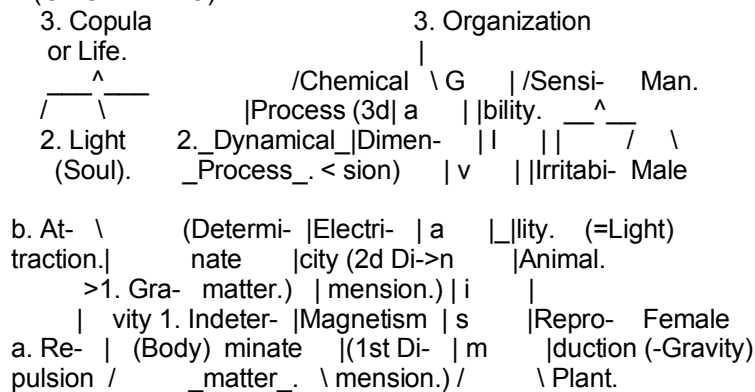 3. Copula 3. Organization
or Life. |
___^___ /Chemical \ G | /Sensi- Man.
/ \ |Process (3d| a | |bility. __^__
2. Light 2._Dynamical_|Dimen- | l | | / \
(Soul). _Process_. < sion) | v | |Irritabi- Male
b. At- \ (Determi- |Electri- | a |_|lity. (=Light)
traction.| nate |city (2d Di->n |Animal.
>1. Gra- matter.) | mension.) | i |
| vity 1. Indeter- |Magnetism | s |Repro- Female
a. Re- | (Body) minate |(1st Di- | m |duction (-Gravity)
pulsion / _matter_. \ mension.) / \ Plant.